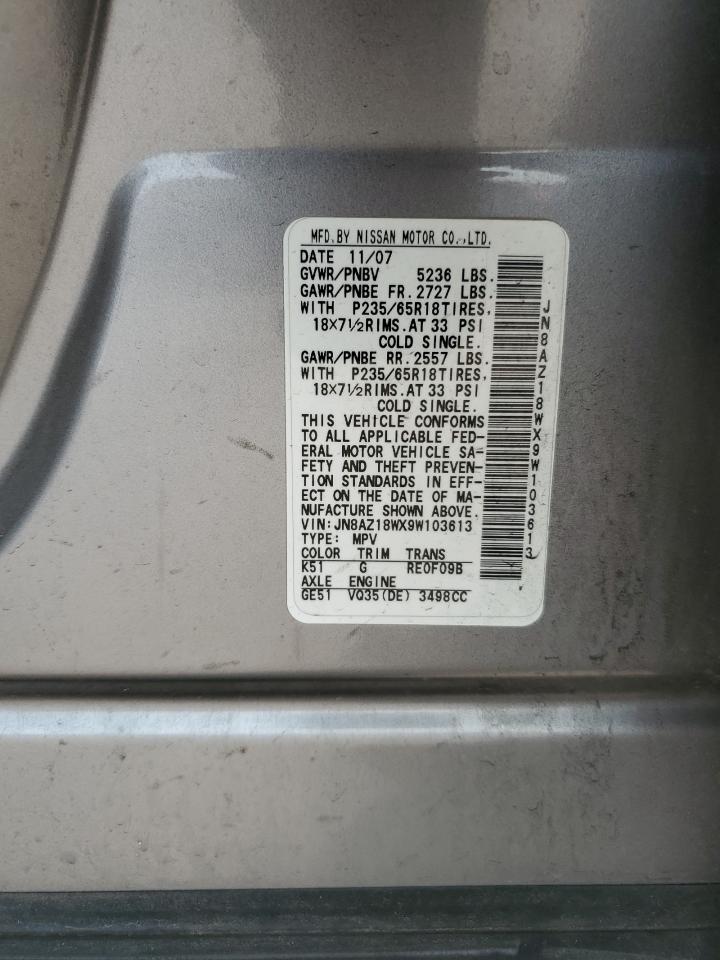 MFD. BY NISSAN MOTOR CO., LTD.
DATE 11/07
GVWR/PNBV 5236 LBS.
GAWR/PNBE FR. 2727 LBS.
WITH P235/65R18TIRES,
18×7½RIMS. AT 33 PSI
COLD SINGLE.
GAWR/PNBE RR. 2557 LBS.
WITH P235/65R18TIRES,
18×7½RIMS. AT 33 PSI
COLD SINGLE.
THIS VEHICLE CONFORMS
TO ALL APPLICABLE FED-
ERAL MOTOR VEHICLE SA-
FETY AND THEFT PREVEN-
TION STANDARDS IN EFF-
ECT ON THE DATE OF MA-
NUFACTURE SHOWN ABOVE.
VIN: JN8AZ18WX9W103613
TYPE: MPV
COLOR TRIM TRANS
K51 G RE0F09B
AXLE ENGINE
GE51 VQ35(DE) 3498CC
JN8AZ18WX9W103613